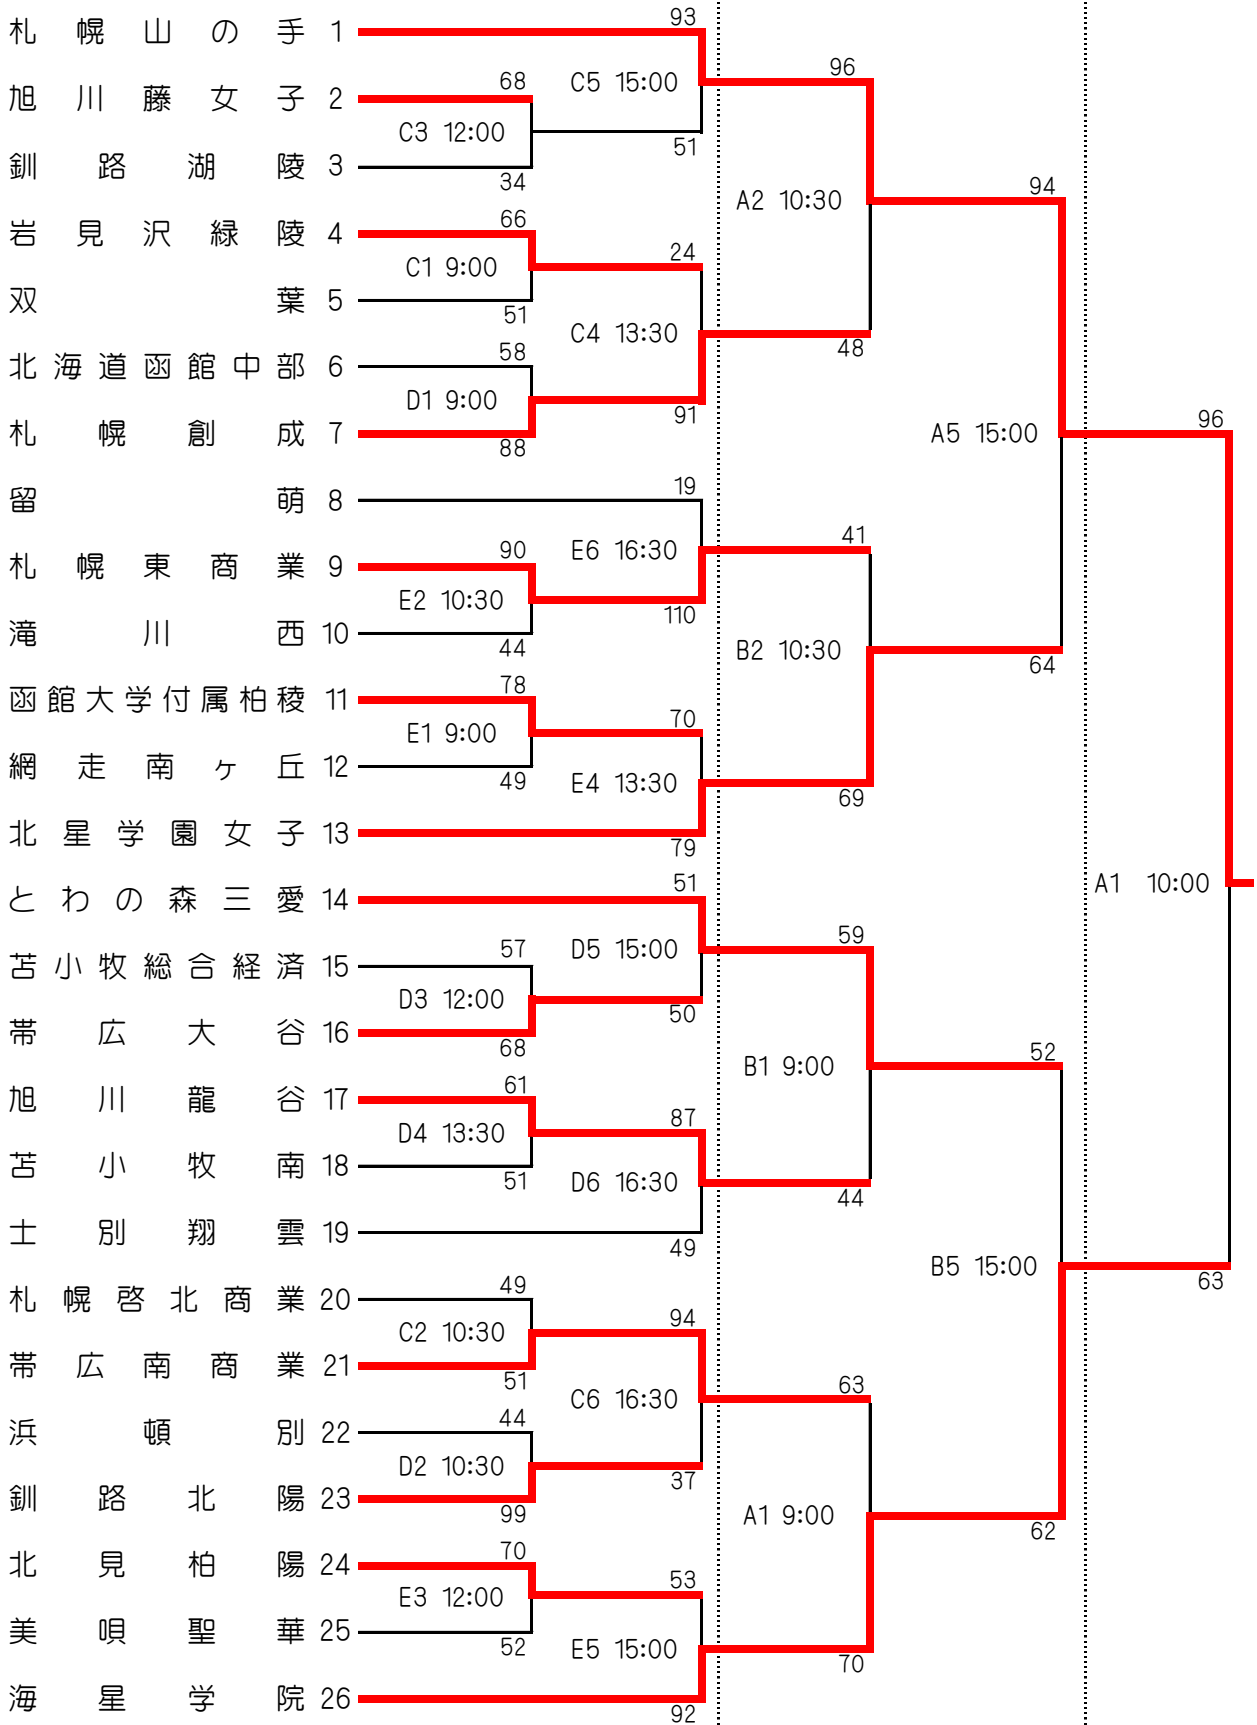 93
札幌山の手 1
96
C5 15:00
68
旭川藤女子 2
C3 12:00
51
釧路湖陵 3
34
94
A2 10:30
66
岩見沢緑陵 4
24
C1 9:00
双葉 5
51
C4 13:30
48
58
北海道函館中部 6
D1 9:00
91
96
札幌創成 7
A5 15:00
88
19
留萌 8
41
90
E6 16:30
札幌東商業 9
E2 10:30
110
滝川西 10
44
B2 10:30
64
78
函館大学付属柏稜 11
70
E1 9:00
網走南ヶ丘 12
49
E4 13:30
69
北星学園女子 13
79
51
A1 10:00
とわの森三愛 14
59
57
D5 15:00
苫小牧総合経済 15
D3 12:00
50
帯広大谷 16
68
52
B1 9:00
61
旭川龍谷 17
87
D4 13:30
苫小牧南 18
51
D6 16:30
44
士別翔雲 19
49
B5 15:00
63
49
札幌啓北商業 20
94
C2 10:30
帯広南商業 21
51
63
C6 16:30
44
浜頓別 22
D2 10:30
37
釧路北陽 23
99
A1 9:00
62
70
北見柏陽 24
53
E3 12:00
美唄聖華 25
52
E5 15:00
70
海星学院 26
92